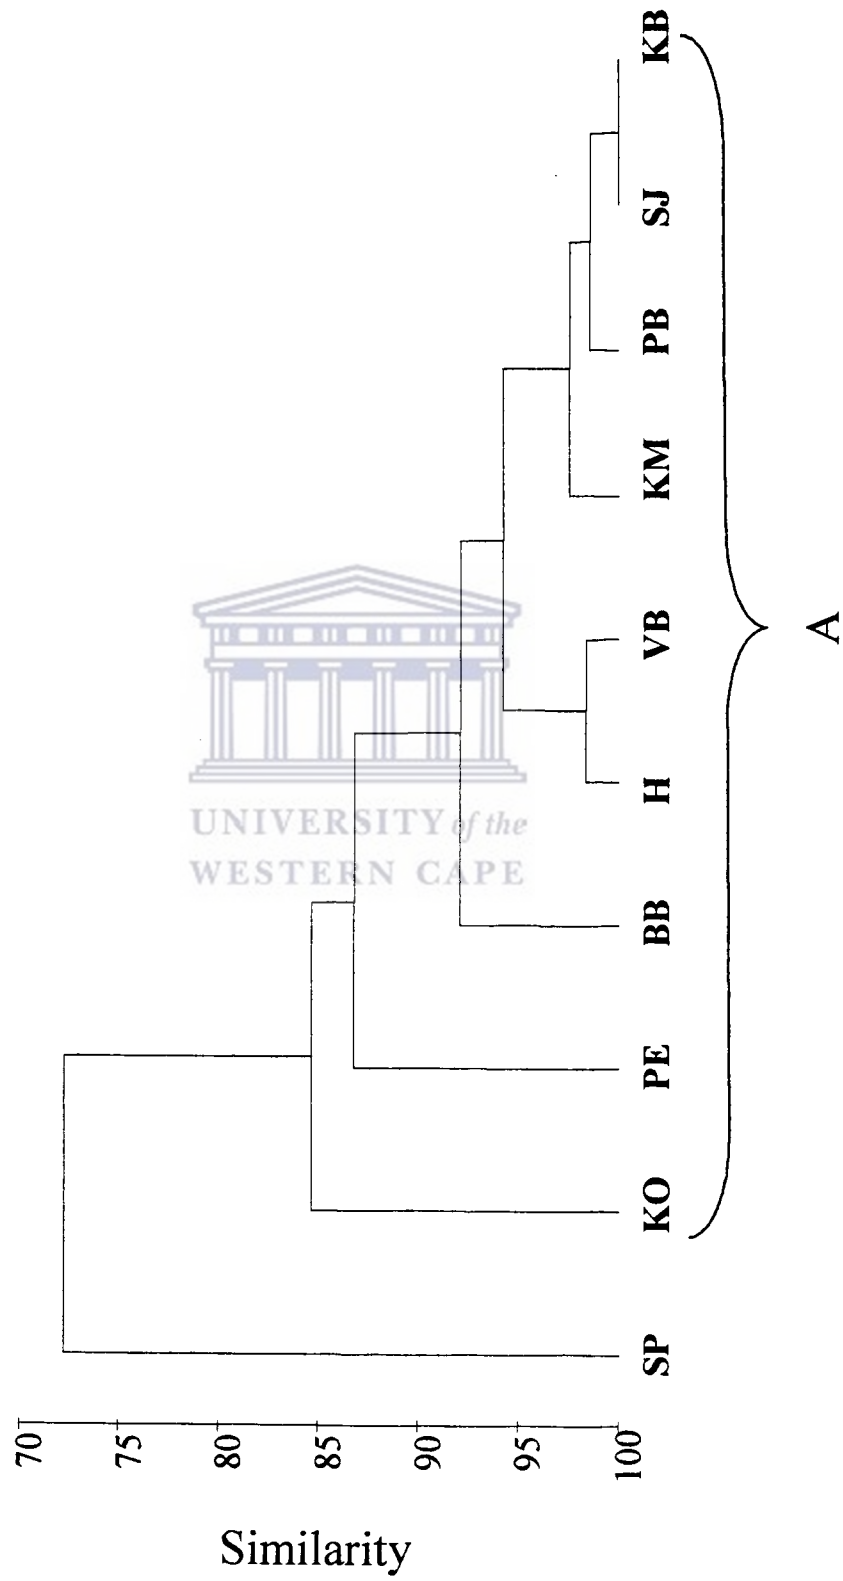 Similarity
70
75
80
85
90
95
100
SP
KO
PE
BB
H
VB
KM
PB
SJ
KB
A
UNIVERSITY of the
WESTERN CAPE